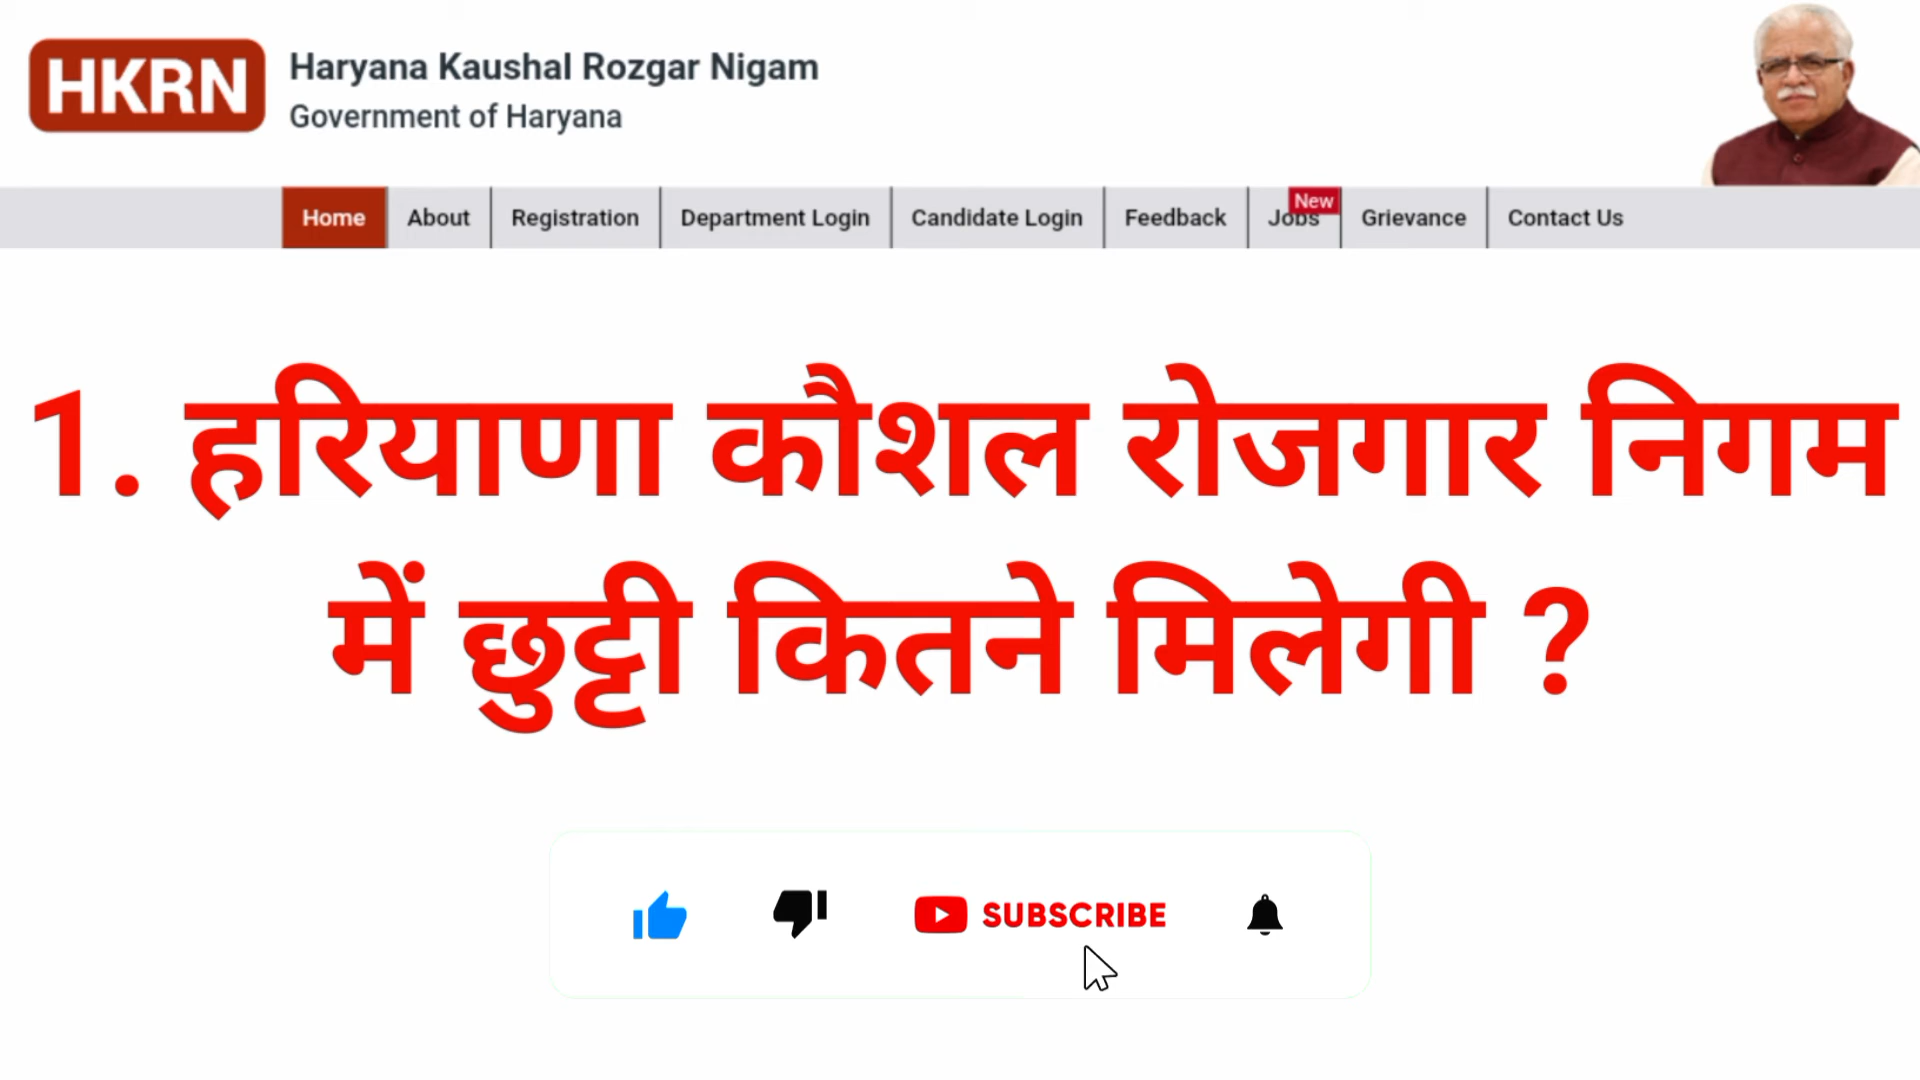 HKRN
Haryana Kaushal Rozgar Nigam
Government of Haryana
Home About Registration Department Login Candidate Login Feedback Jobs New Grievance Contact Us
1. हरियाणा कौशल रोजगार निगम
में छुट्टी कितने मिलेगी ?
SUBSCRIBE